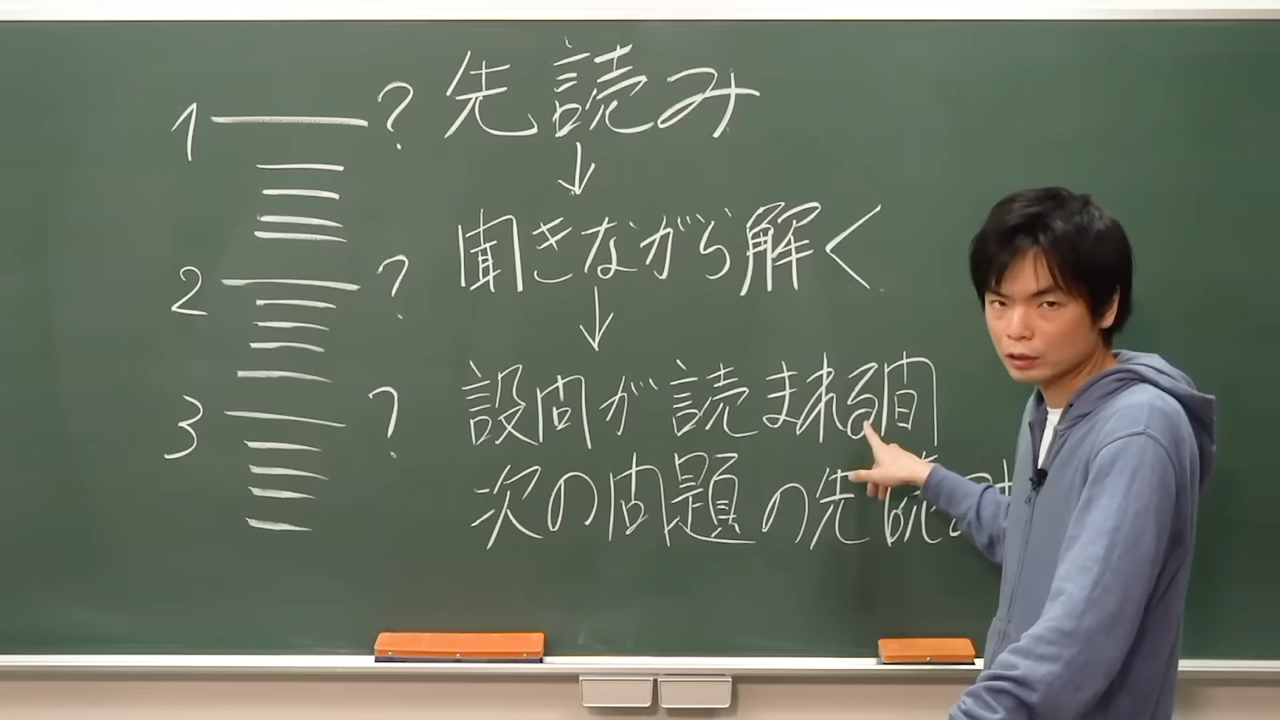 1 ? 先読み
↓
2 ? 聞きながら解く
↓
3 ? 設問が読まれる間
次の問題の先読み